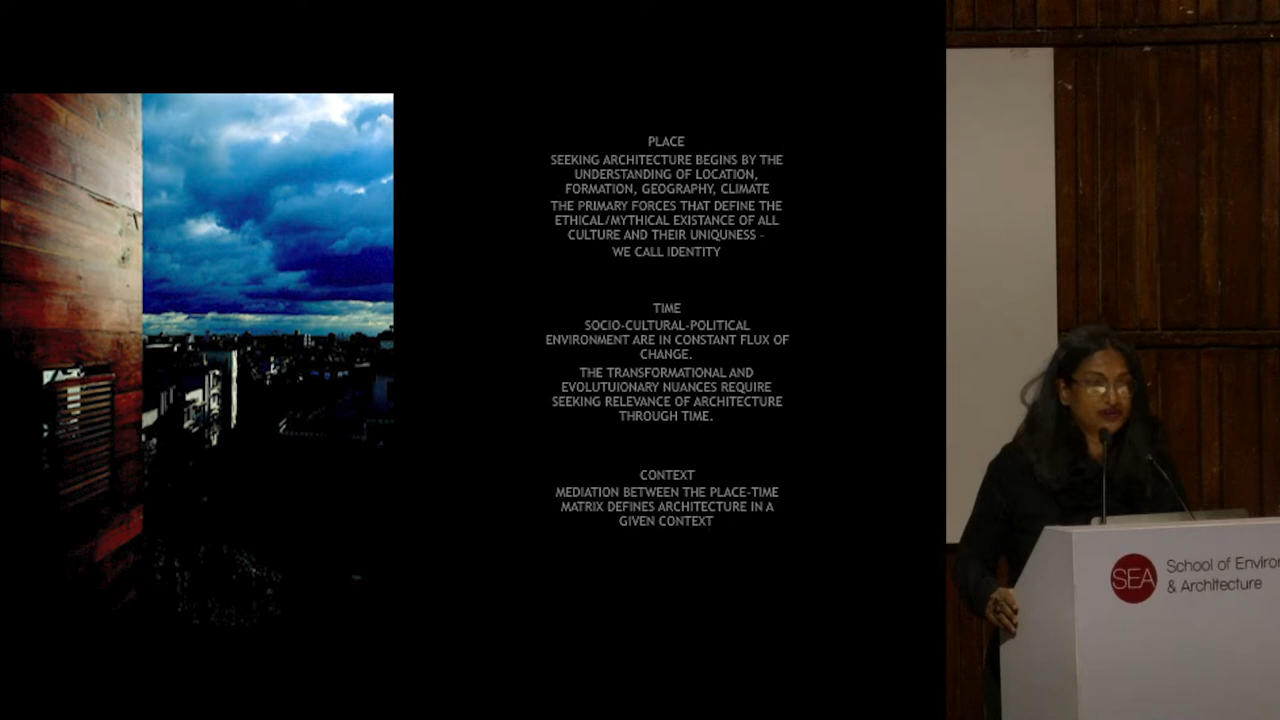 PLACE
SEEKING ARCHITECTURE BEGINS BY THE
UNDERSTANDING OF LOCATION,
FORMATION, GEOGRAPHY, CLIMATE
THE PRIMARY FORCES THAT DEFINE THE
ETHICAL/MYTHICAL EXISTANCE OF ALL
CULTURE AND THEIR UNIQUNESS -
WE CALL IDENTITY
TIME
SOCIO-CULTURAL-POLITICAL
ENVIRONMENT ARE IN CONSTANT FLUX OF
CHANGE.
THE TRANSFORMATIONAL AND
EVOLUTUIONARY NUANCES REQUIRE
SEEKING RELEVANCE OF ARCHITECTURE
THROUGH TIME.
CONTEXT
MEDIATION BETWEEN THE PLACE-TIME
MATRIX DEFINES ARCHITECTURE IN A
GIVEN CONTEXT
SEA
School of Environ
& Architecture